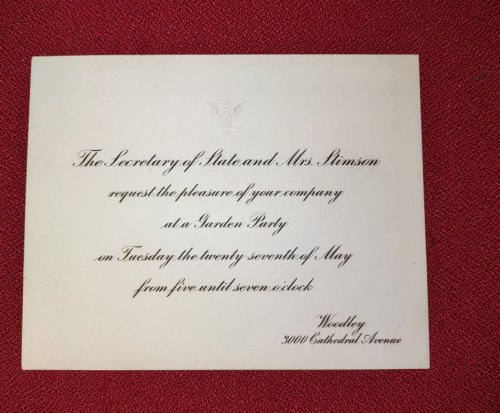 The Secretary of State and Mrs. Stimson
request the pleasure of your company
at a Garden Party
on Tuesday the twenty seventh of May
from five until seven o'clock
Woodley
3000 Cathedral Avenue